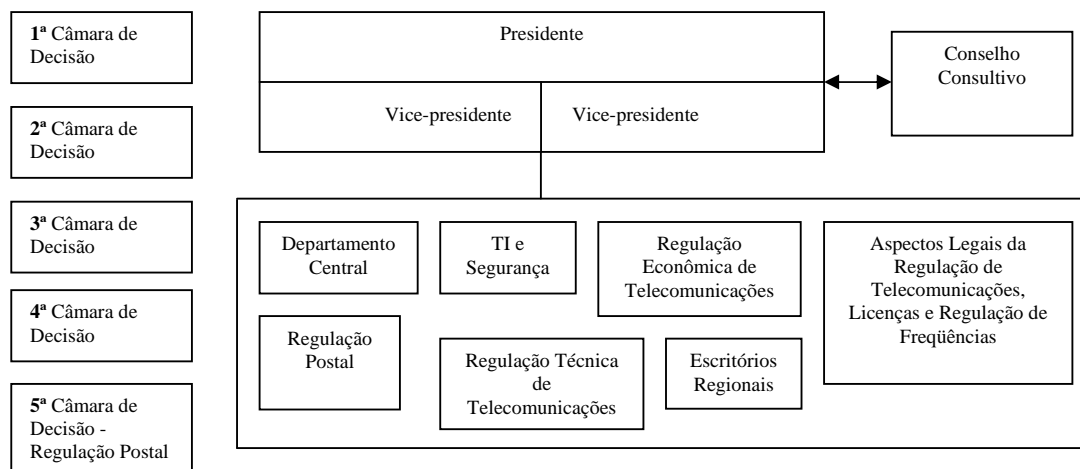 1ª Câmara de
Decisão
2ª Câmara de
Decisão
3ª Câmara de
Decisão
4ª Câmara de
Decisão
5ª Câmara de
Decisão -
Regulação Postal
Presidente
Vice-presidente
Vice-presidente
Conselho
Consultivo
Departamento
Central
TI e
Segurança
Regulação
Econômica de
Telecomunicações
Aspectos Legais da
Regulação de
Telecomunicações,
Licenças e Regulação de
Freqüências
Regulação
Postal
Regulação Técnica
de
Telecomunicações
Escritórios
Regionais